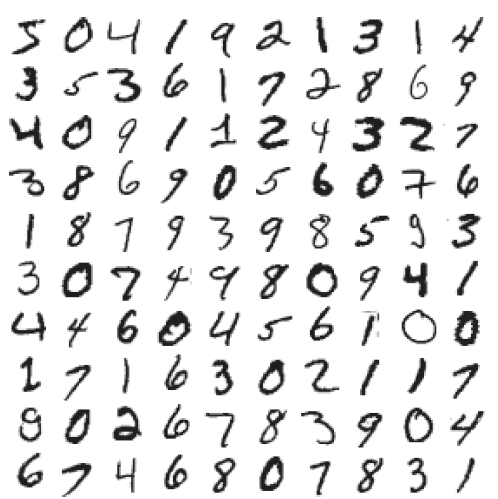 5 0 4 1 9 2 1 3 1 4
3 5 3 6 1 7 2 8 6 9
4 0 9 1 1 2 4 3 2 7
3 8 6 9 0 5 6 0 7 6
1 8 7 9 3 9 8 5 9 3
3 0 7 4 9 8 0 9 4 1
4 4 6 0 4 5 6 1 0 0
1 7 1 6 3 0 2 1 1 7
9 0 2 6 7 8 3 9 0 4
6 7 4 6 8 0 7 8 3 1